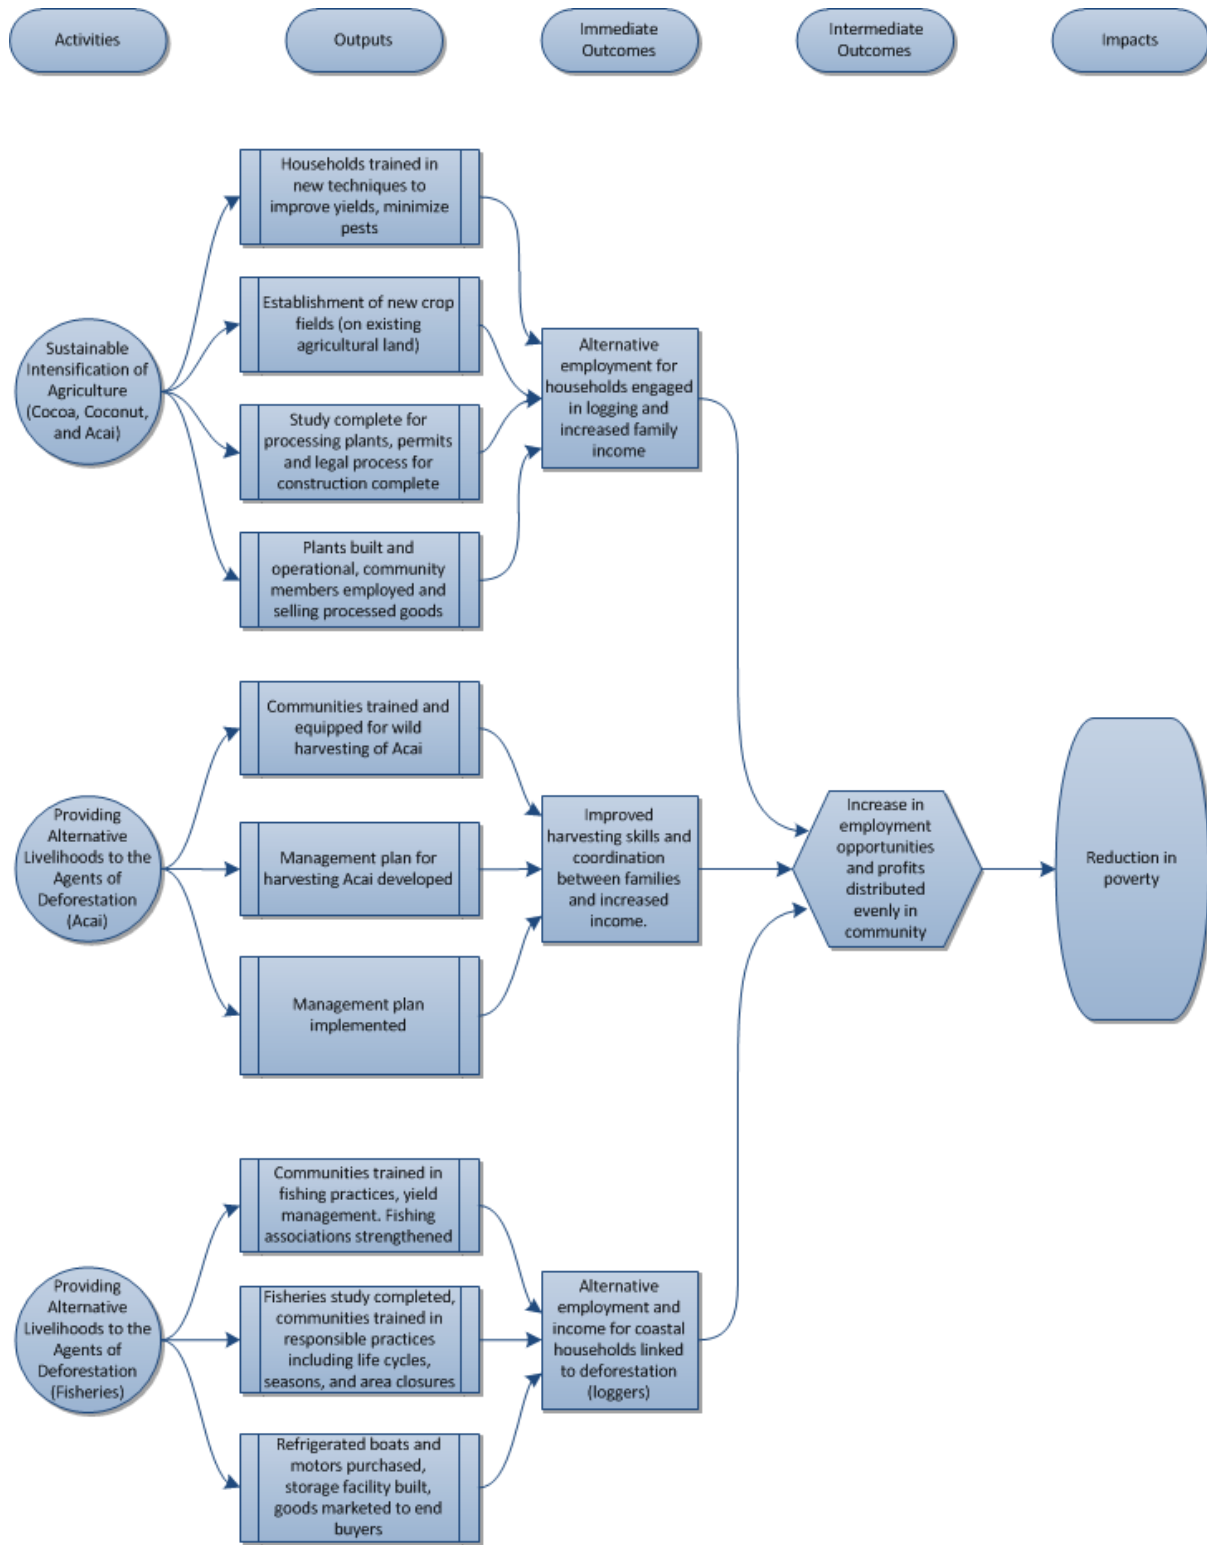 Activities
Outputs
Immediate
Outcomes
Intermediate
Outcomes
Impacts
Households trained in
new techniques to
improve yields, minimize
pests
Establishment of new crop
fields (on existing
agricultural land)
Sustainable
Intensification of
Agriculture
(Cocoa, Coconut,
and Acai)
Study complete for
processing plants, permits
and legal process for
construction complete
Plants built and
operational, community
members employed and
selling processed goods
Alternative
employment for
households engaged
in logging and
increased family
income
Communities trained and
equipped for wild
harvesting of Acai
Providing Alternative
Livelihoods to the
Agents of
Deforestation
(Acai)
Management plan for
harvesting Acai developed
Management plan
implemented
Improved
harvesting skills and
coordination
between families
and increased
income.
Increase in
employment
opportunities
and profits
distributed
evenly in
community
Reduction in
poverty
Communities trained in
fishing practices, yield
management. Fishing
associations strengthened
Providing
Alternative
Livelihoods to the
Agents of
Deforestation
(Fisheries)
Fisheries study completed,
communities trained in
responsible practices
including life cycles,
seasons, and area closures
Refrigerated boats and
motors purchased,
storage facility built,
goods marketed to end
buyers
Alternative
employment and
income for coastal
households linked
to deforestation
(loggers)